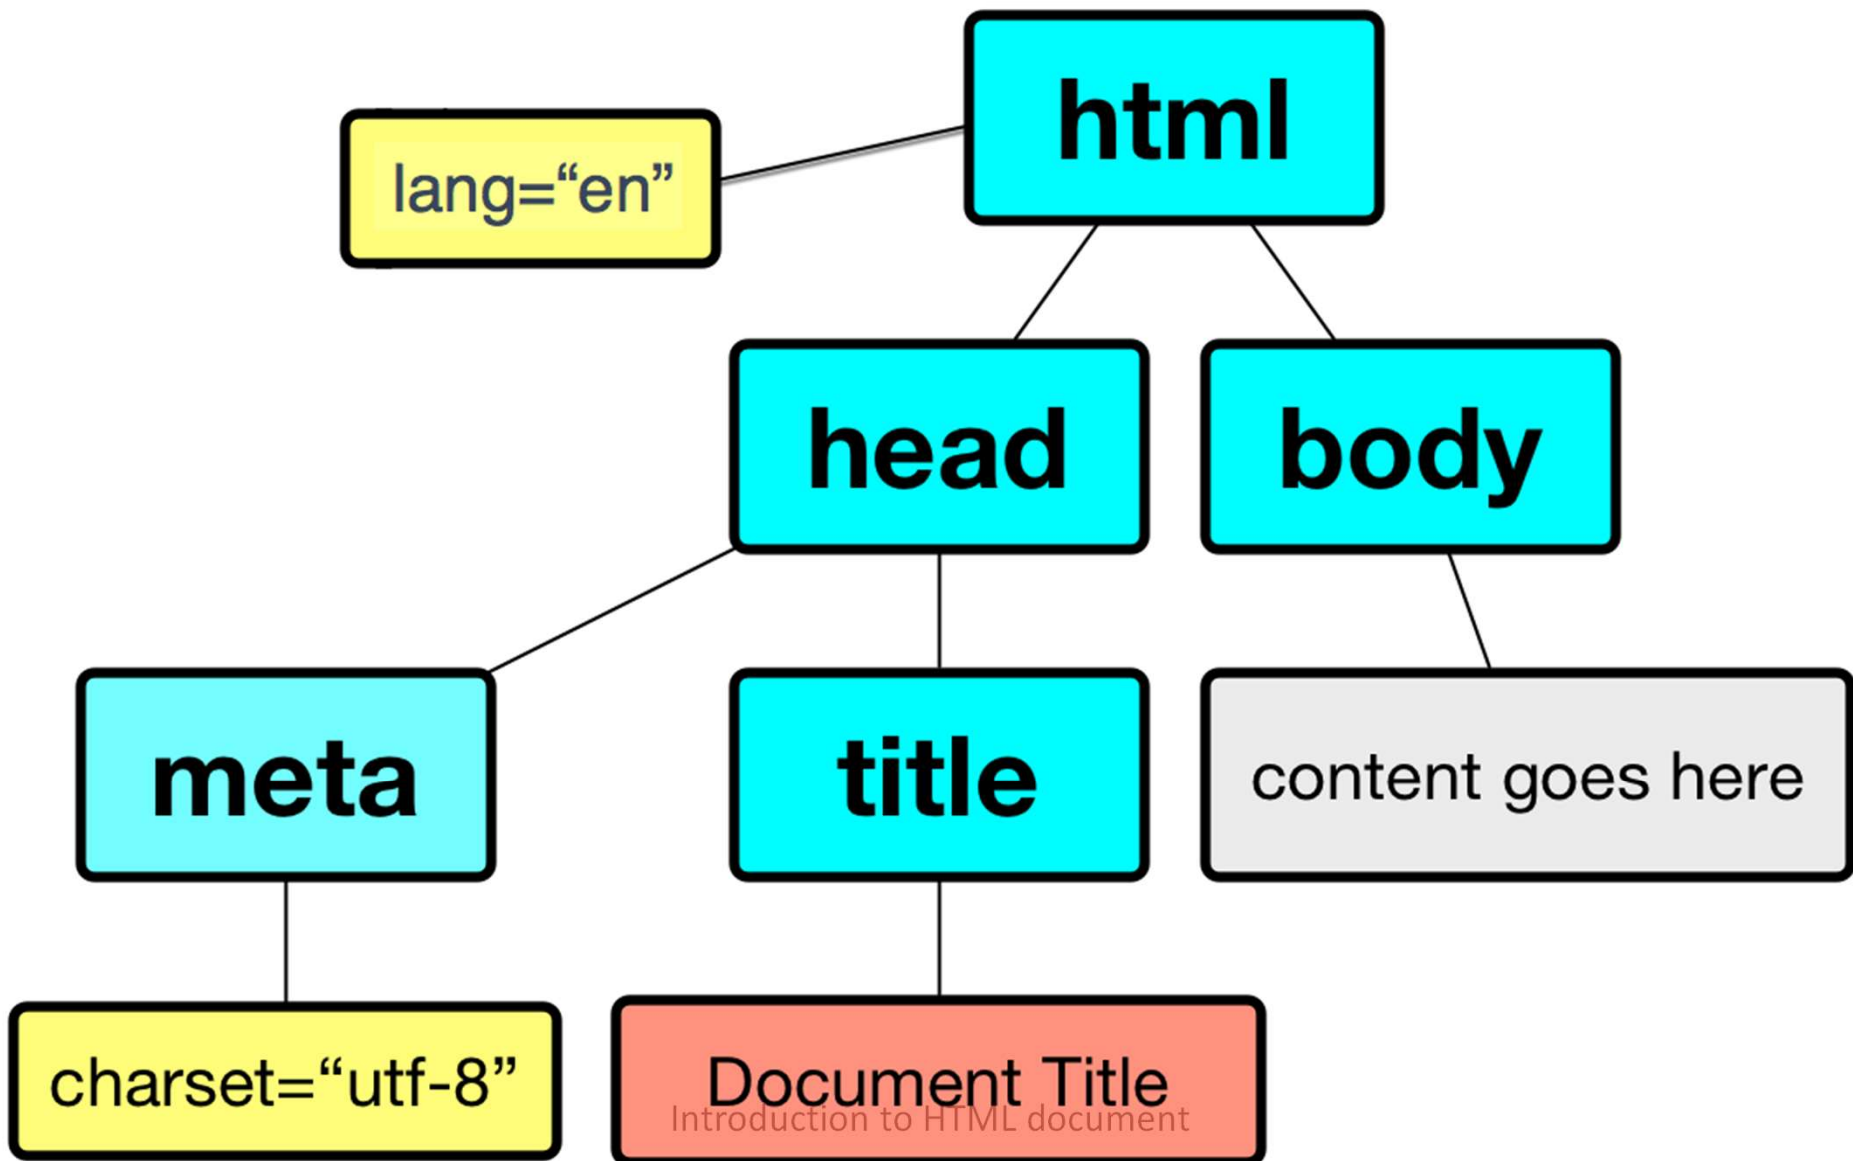 html
lang=“en”
head
body
meta
title
content goes here
charset=“utf-8”
Document Title
Introduction to HTML document